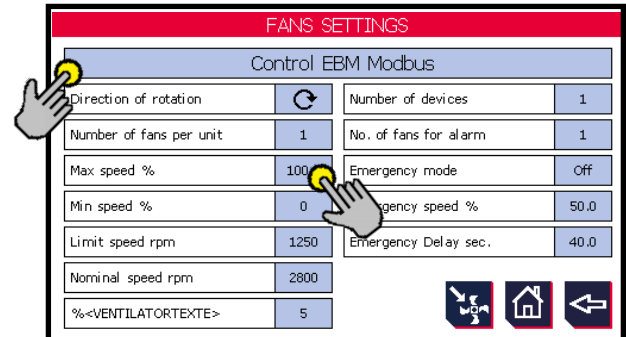 FANS SETTINGS
Control EBM Modbus
Direction of rotation
Number of fans per unit 1
Max speed % 100
Min speed % 0
Limit speed rpm 1250
Nominal speed rpm 2800
%<VENTILATORTEXTE> 5
Number of devices 1
No. of fans for alarm 1
Emergency mode Off
gency speed % 50.0
Emergency Delay sec. 40.0